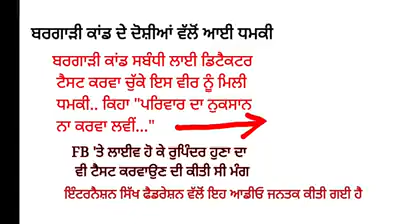 ਬਰਗਾੜੀ ਕਾਂਡ ਦੇ ਦੋਸ਼ੀਆਂ ਵੱਲੋਂ ਆਈ ਧਮਕੀ
ਬਰਗਾੜੀ ਕਾਂਡ ਸਬੰਧੀ ਲਾਈ ਡਿਟੈਕਟਰ
ਟੈਸਟ ਕਰਵਾ ਚੁੱਕੇ ਇਸ ਵੀਰ ਨੂੰ ਮਿਲੀ
ਧਮਕੀ.. ਕਿਹਾ "ਪਰਿਵਾਰ ਦਾ ਨੁਕਸਾਨ
ਨਾ ਕਰਵਾ ਲਵੀਂ..."
FB 'ਤੇ ਲਾਈਵ ਹੋ ਕੇ ਰੁਪਿੰਦਰ ਹੁਣਾ ਦਾ
ਵੀ ਟੈਸਟ ਕਰਵਾਉਣ ਦੀ ਕੀਤੀ ਸੀ ਮੰਗ
ਇੰਟਰਨੈਸ਼ਨ ਸਿੱਖ ਫੈਡਰੇਸ਼ਨ ਵੱਲੋਂ ਇਹ ਆਡੀਓ ਜਨਤਕ ਕੀਤੀ ਗਈ ਹੈ